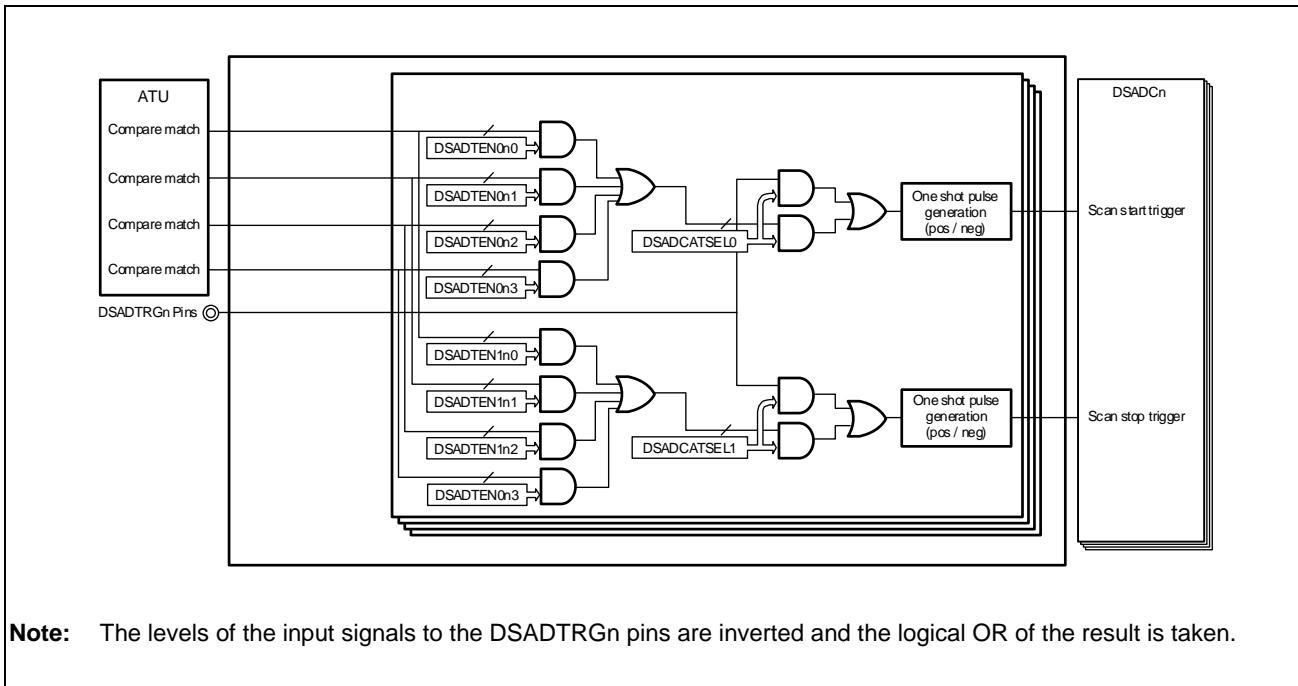 ATU
Compare match
Compare match
Compare match
Compare match
DSADTRGn Pins
DSADTEN0n0
DSADTEN0n1
DSADTEN0n2
DSADTEN0n3
DSADTEN1n0
DSADTEN1n1
DSADTEN1n2
DSADTEN0n3
DSADCATSEL0
DSADCATSEL1
One shot pulse
generation
(pos / neg)
One shot pulse
generation
(pos / neg)
DSADCn
Scan start trigger
Scan stop trigger
Note: The levels of the input signals to the DSADTRGn pins are inverted and the logical OR of the result is taken.